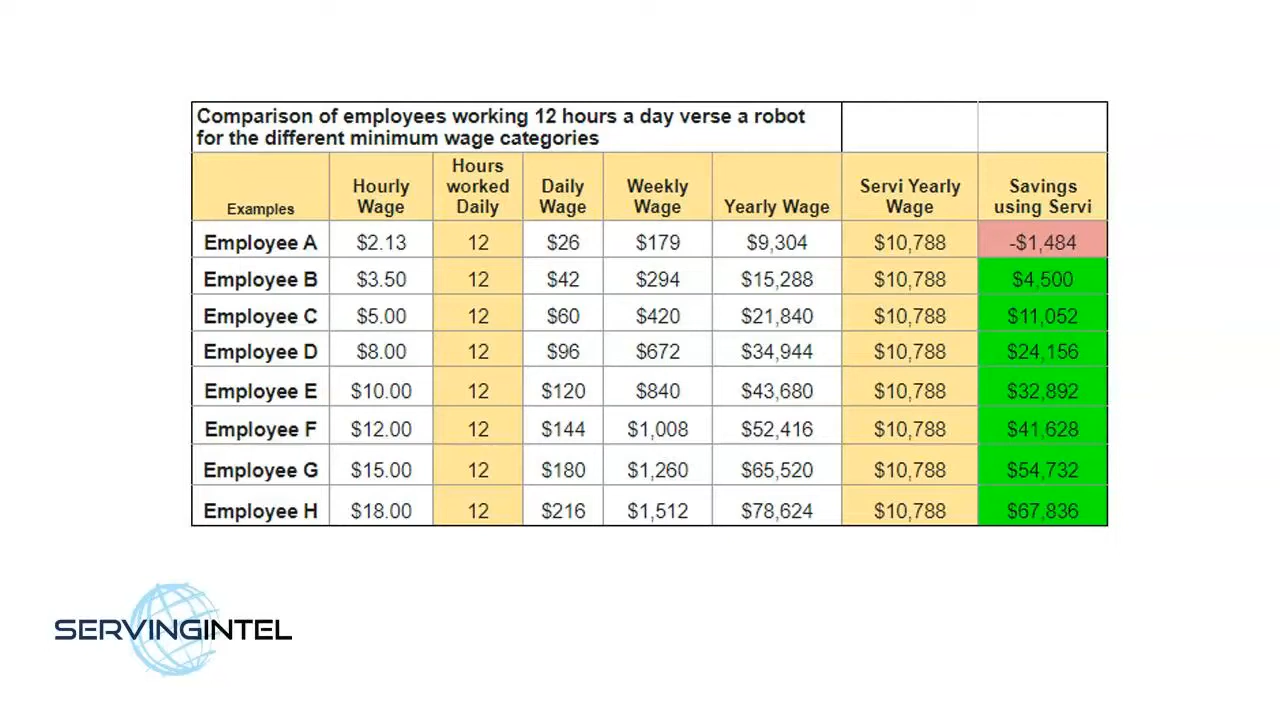 Comparison of employees working 12 hours a day verse a robot
for the different minimum wage categories
Examples Hourly Wage Hours worked Daily Daily Wage Weekly Wage Yearly Wage Servi Yearly Wage Savings using Servi
Employee A $2.13 12 $26 $179 $9,304 $10,788 -$1,484
Employee B $3.50 12 $42 $294 $15,288 $10,788 $4,500
Employee C $5.00 12 $60 $420 $21,840 $10,788 $11,052
Employee D $8.00 12 $96 $672 $34,944 $10,788 $24,156
Employee E $10.00 12 $120 $840 $43,680 $10,788 $32,892
Employee F $12.00 12 $144 $1,008 $52,416 $10,788 $41,628
Employee G $15.00 12 $180 $1,260 $65,520 $10,788 $54,732
Employee H $18.00 12 $216 $1,512 $78,624 $10,788 $67,836
SERVINGINTEL